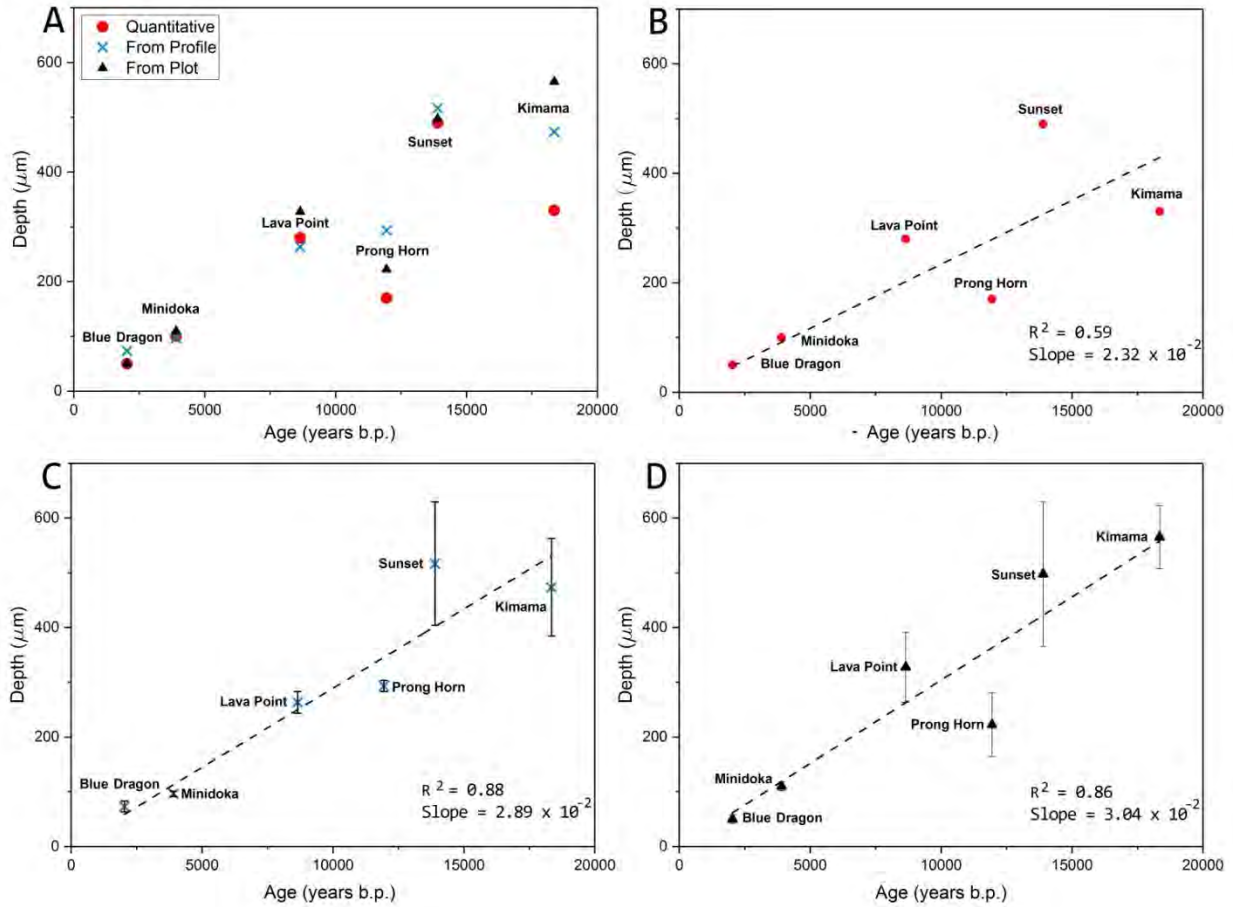 A
Quantitative
From Profile
From Plot
Kimama
Sunset
Lava Point
Prong Horn
Minidoka
Blue Dragon
600
400
200
0
Depth (μm)
0 5000 10000 15000 20000
Age (years b.p.)
B
Sunset
Kimama
Lava Point
Prong Horn
Minidoka
Blue Dragon
R² = 0.59
Slope = 2.32 x 10⁻²
600
400
200
0
Depth (μm)
0 5000 10000 15000 20000
- Age (years b.p.)
C
Sunset
Kimama
Lava Point
Prong Horn
Blue Dragon
Minidoka
R² = 0.88
Slope = 2.89 x 10⁻²
600
400
200
0
Depth (μm)
0 5000 10000 15000 20000
Age (years b.p.)
D
Kimama
Sunset
Lava Point
Prong Horn
Minidoka
Blue Dragon
R² = 0.86
Slope = 3.04 x 10⁻²
600
400
200
0
Depth (μm)
0 5000 10000 15000 20000
Age (years b.p.)